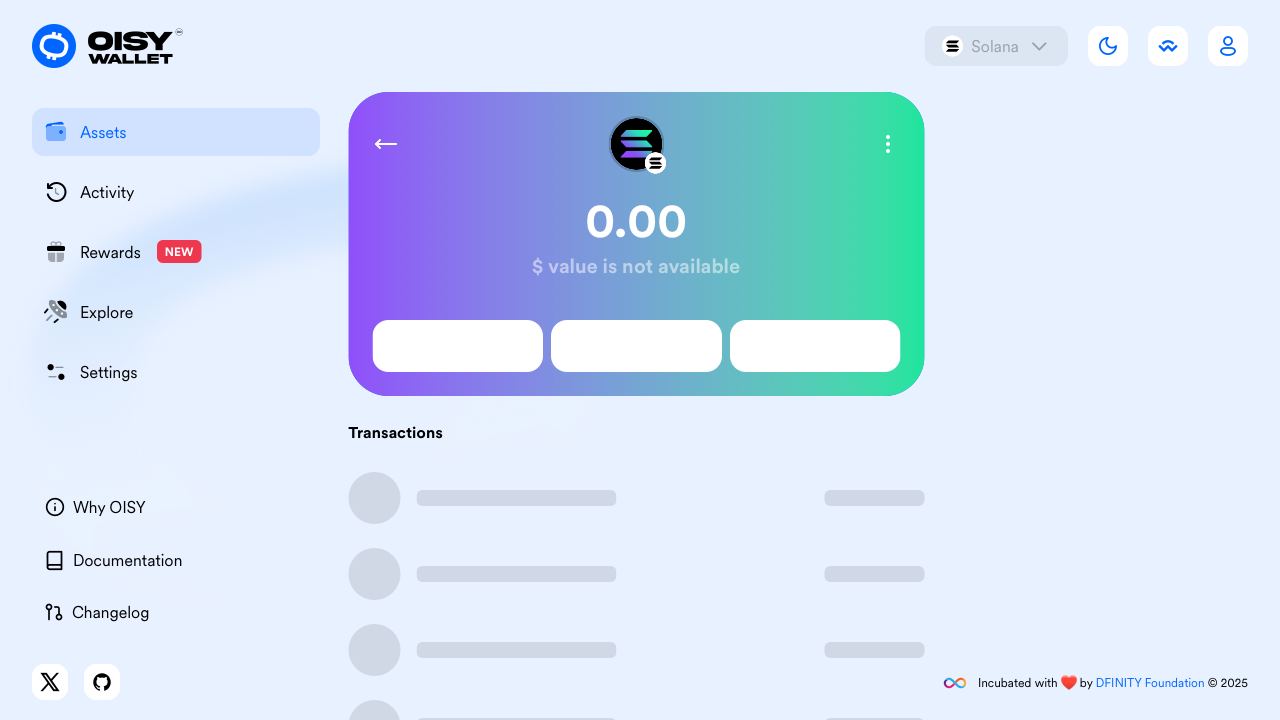 OISY
WALLET
Solana
Assets
Activity
Rewards NEW
Explore
Settings
Why OISY
Documentation
Changelog
0.00
$ value is not available
Transactions
Incubated with ❤️ by DFINITY Foundation © 2025